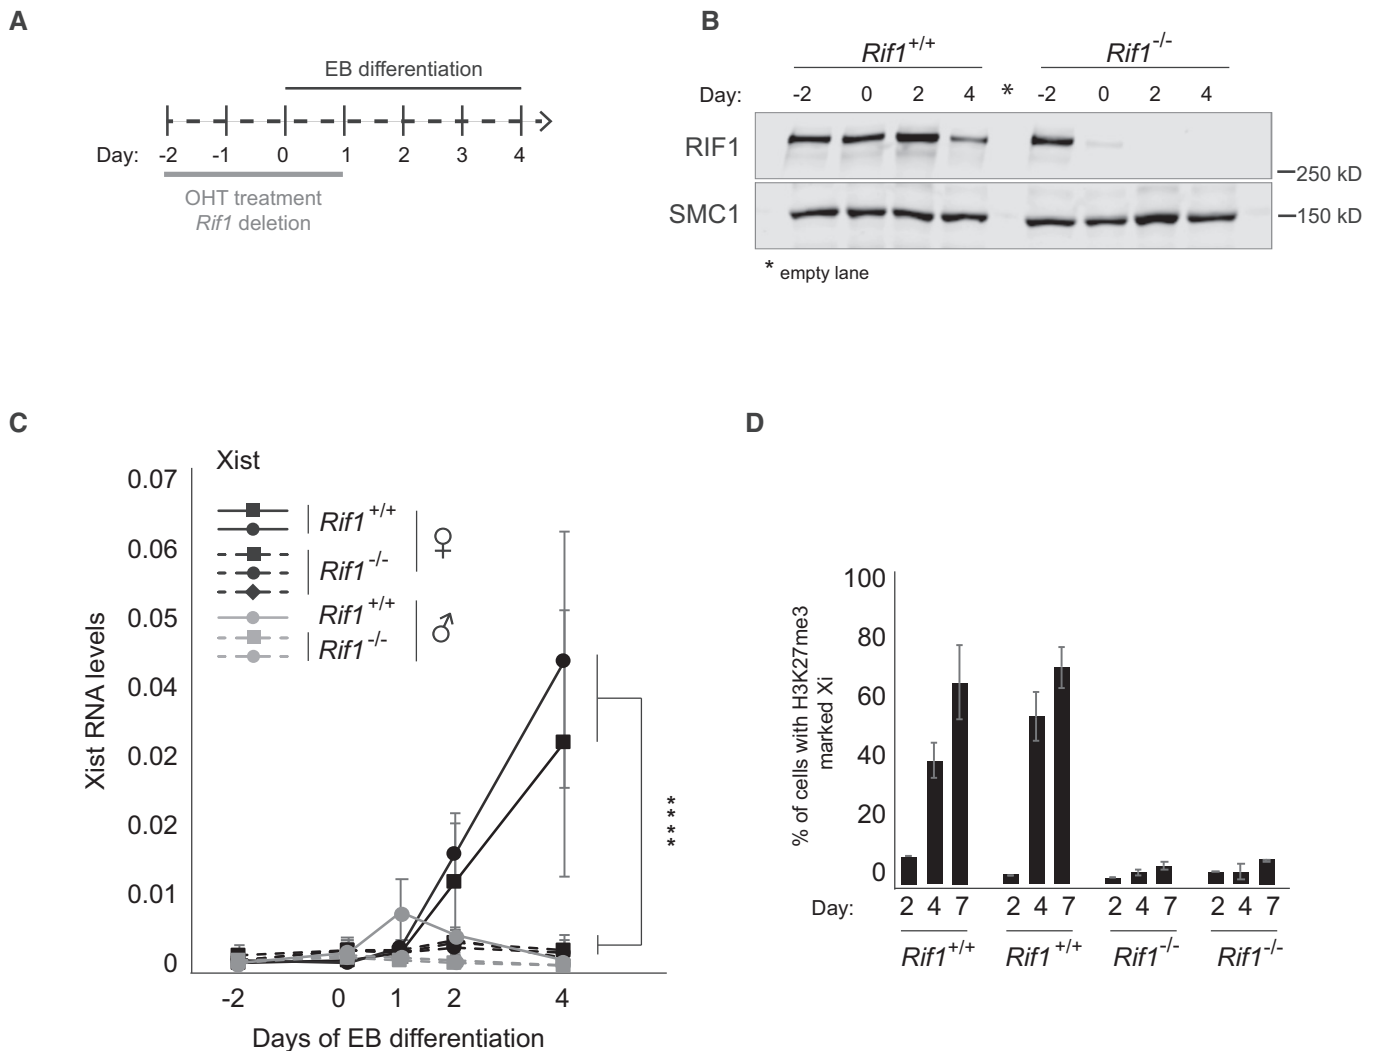 A
EB differentiation
Day: -2 -1 0 1 2 3 4
OHT treatment
Rif1 deletion
B
Rif1+/+ Rif1-/-
Day: -2 0 2 4 * -2 0 2 4
RIF1
250 kD
SMC1
150 kD
* empty lane
C
Xist
Rif1+/+
♀
Rif1-/-
Rif1+/+
♂
Rif1-/-
0.07
0.06
0.05
0.04
0.02
0.02
0.01
0
Xist RNA levels
****
-2 0 1 2 4
Days of EB differentiation
D
% of cells with H3K27me3
marked Xi
100
80
60
40
20
0
Day: 2 4 7 2 4 7 2 4 7 2 4 7
Rif1+/+ Rif1+/+ Rif1-/- Rif1-/-